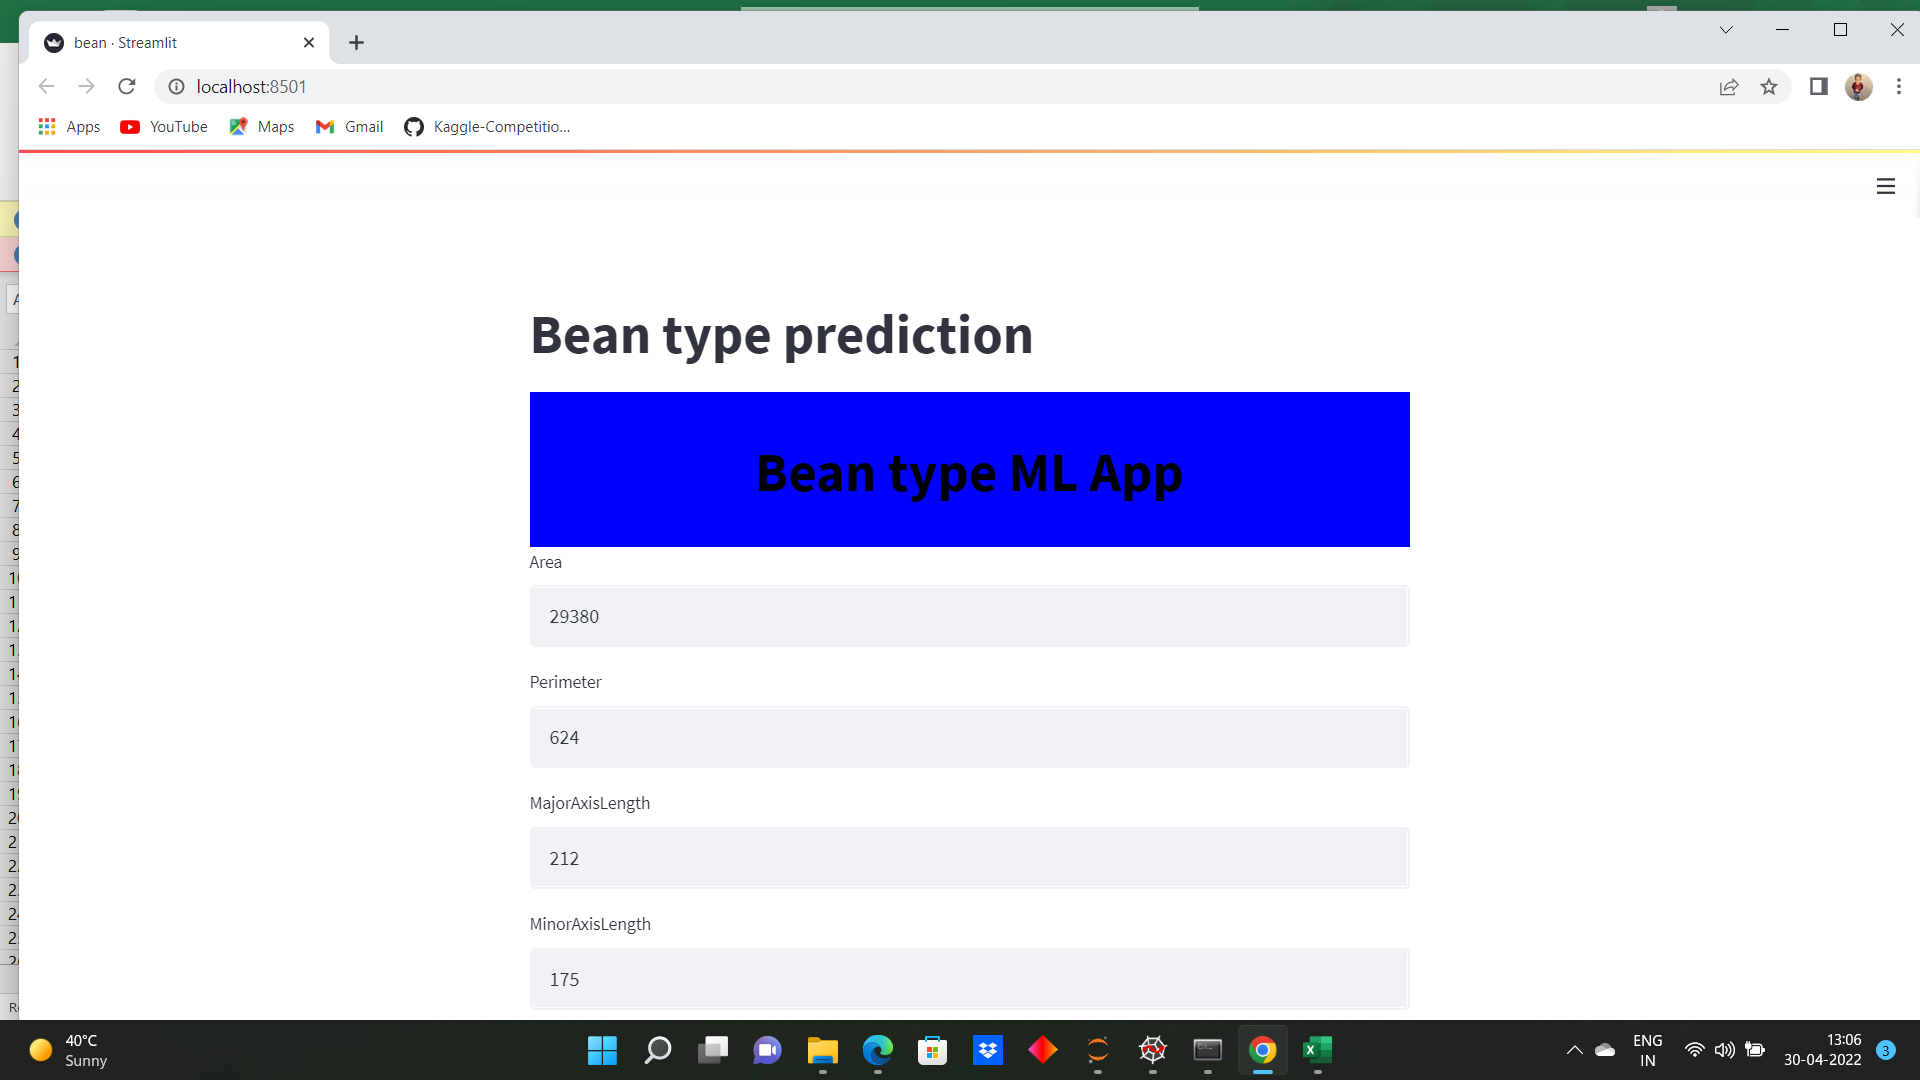 bean · Streamlit
localhost:8501
Apps
YouTube
Maps
Gmail
Kaggle-Competitio...
Bean type prediction
Bean type ML App
Area
29380
Perimeter
624
MajorAxisLength
212
MinorAxisLength
175
40°C
Sunny
ENG
IN
13:06
30-04-2022
3